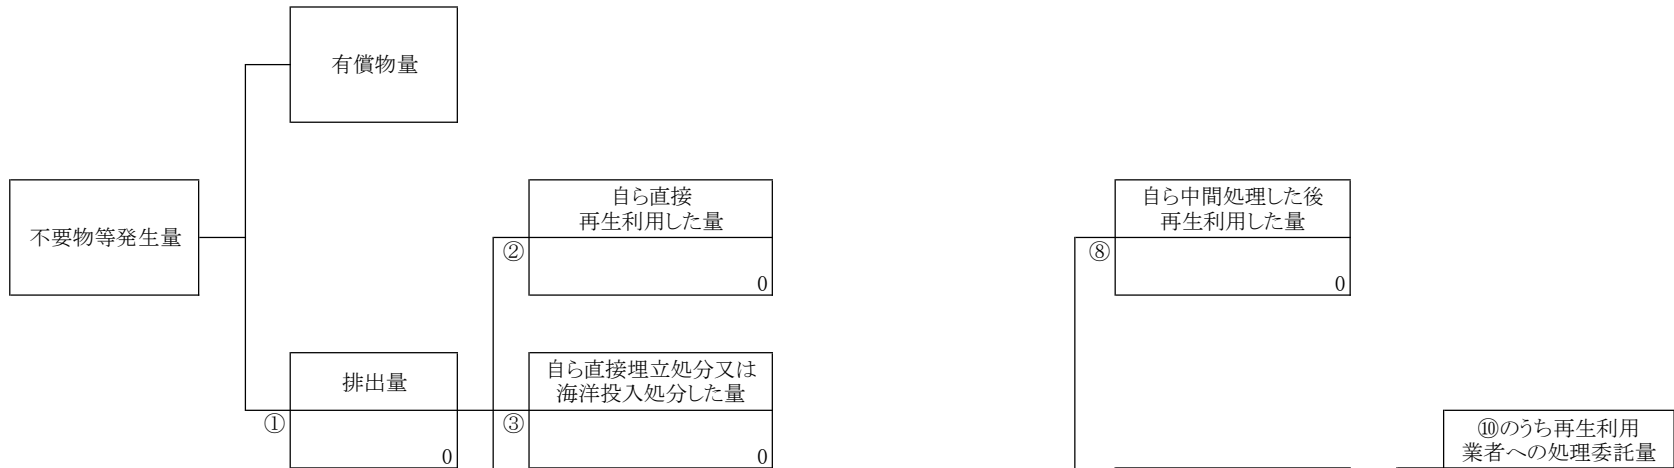 有償物量
不要物等発生量
自ら直接
再生利用した量
②
0
自ら中間処理した後
再生利用した量
⑧
0
排出量
①
0
自ら直接埋立処分又は
海洋投入処分した量
③
0
⑩のうち再生利用
業者への処理委託量